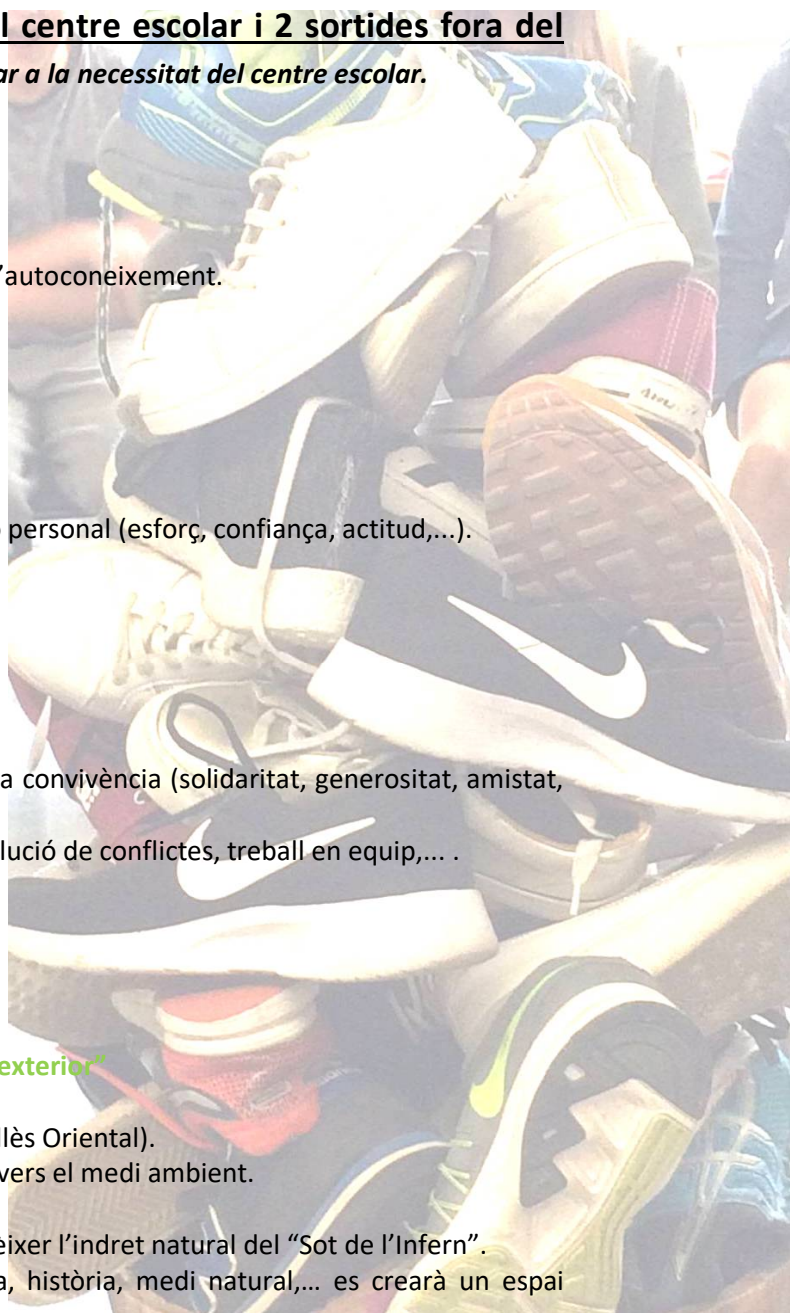 l centre escolar i 2 sortides fora del
ar a la necessitat del centre escolar.
’autoconeixement.
personal (esforç, confiança, actitud,...).
a convivència (solidaritat, generositat, amistat,
lució de conflictes, treball en equip,... .
exterior”
llès Oriental).
vers el medi ambient.
èixer l’indret natural del “Sot de l’Infern”.
a, història, medi natural,… es crearà un espai